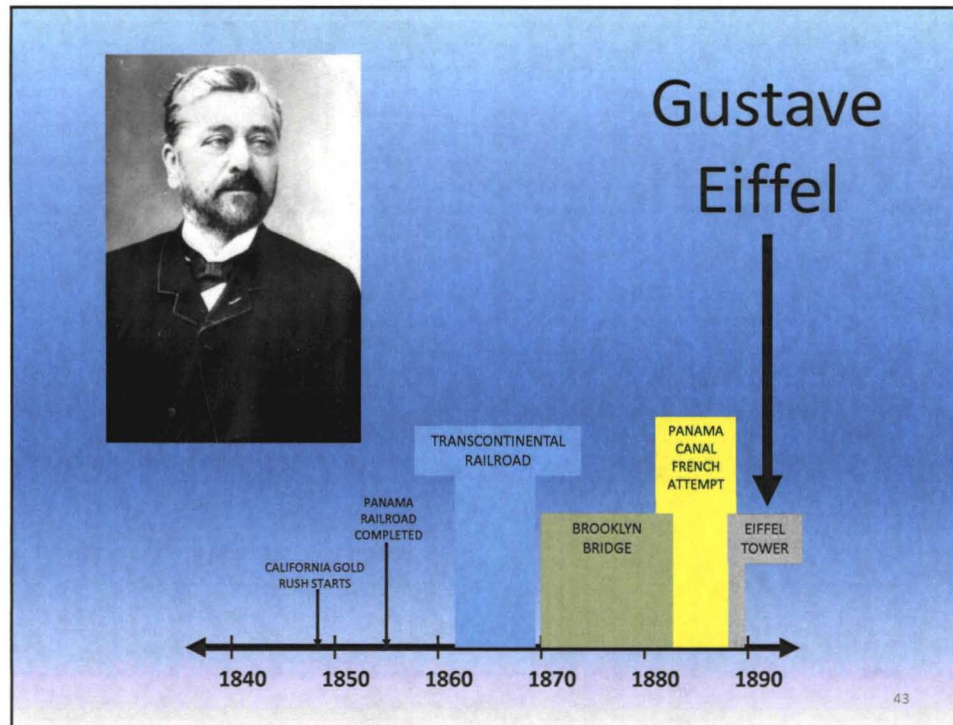 Gustave
Eiffel
TRANSCONTINENTAL
RAILROAD
PANAMA
CANAL
FRENCH
ATTEMPT
PANAMA
RAILROAD
COMPLETED
BROOKLYN
BRIDGE
EIFFEL
TOWER
CALIFORNIA GOLD
RUSH STARTS
1840 1850 1860 1870 1880 1890
43